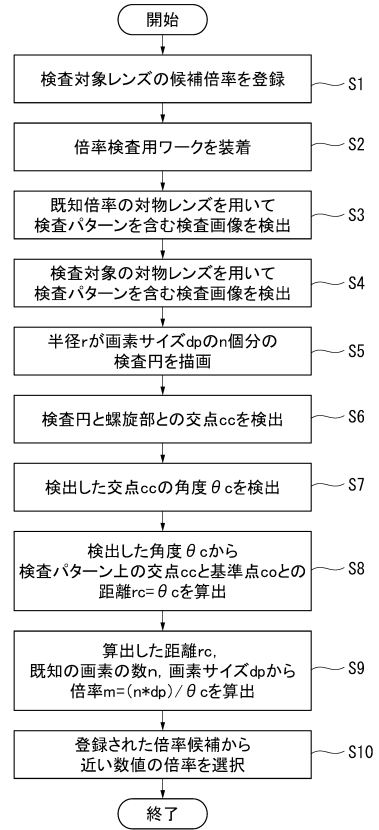 開始
検査対象レンズの候補倍率を登録
S1
倍率検査用ワークを装着
S2
既知倍率の対物レンズを用いて
検査パターンを含む検査画像を検出
S3
検査対象の対物レンズを用いて
検査パターンを含む検査画像を検出
S4
半径rが画素サイズdpのn個分の
検査円を描画
S5
検査円と螺旋部との交点ccを検出
S6
検出した交点ccの角度θcを検出
S7
検出した角度θcから
検査パターン上の交点ccと基準点coとの
距離rc=θcを算出
S8
算出した距離rc,
既知の画素の数n, 画素サイズdpから
倍率m=(n*dp)/θcを算出
S9
登録された倍率候補から
近い数値の倍率を選択
S10
終了